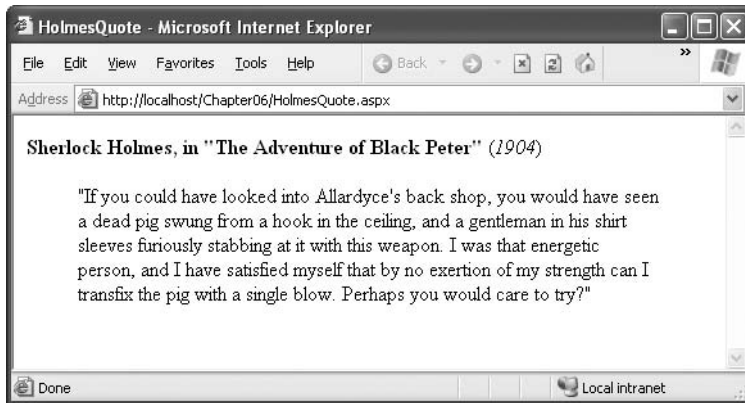 HolmesQuote - Microsoft Internet Explorer
File Edit View Favorites Tools Help Back »
Address http://localhost/Chapter06/HolmesQuote.aspx
Sherlock Holmes, in "The Adventure of Black Peter" (1904)
"If you could have looked into Allardyce's back shop, you would have seen
a dead pig swung from a hook in the ceiling, and a gentleman in his shirt
sleeves furiously stabbing at it with this weapon. I was that energetic
person, and I have satisfied myself that by no exertion of my strength can I
transfix the pig with a single blow. Perhaps you would care to try?"
Done Local intranet